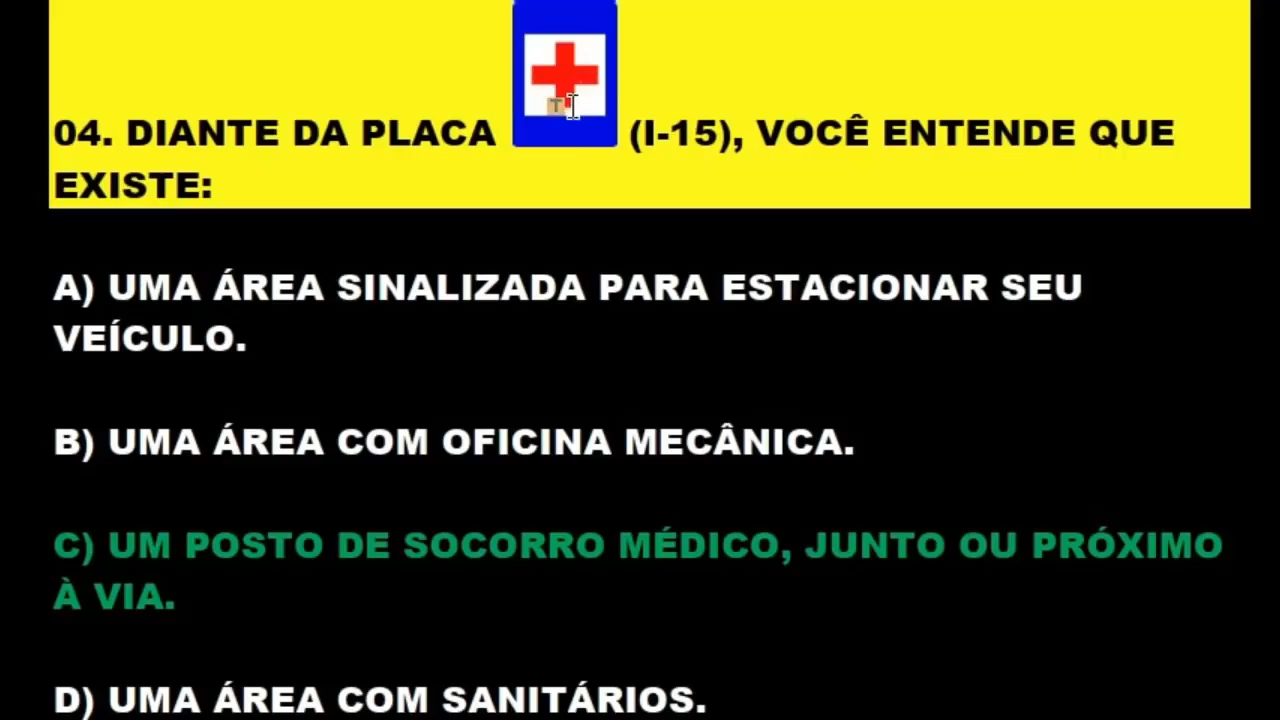 04. DIANTE DA PLACA (I-15), VOCÊ ENTENDE QUE
EXISTE:
A) UMA ÁREA SINALIZADA PARA ESTACIONAR SEU
VEÍCULO.
B) UMA ÁREA COM OFICINA MECÂNICA.
C) UM POSTO DE SOCORRO MÉDICO, JUNTO OU PRÓXIMO
À VIA.
D) UMA ÁREA COM SANITÁRIOS.